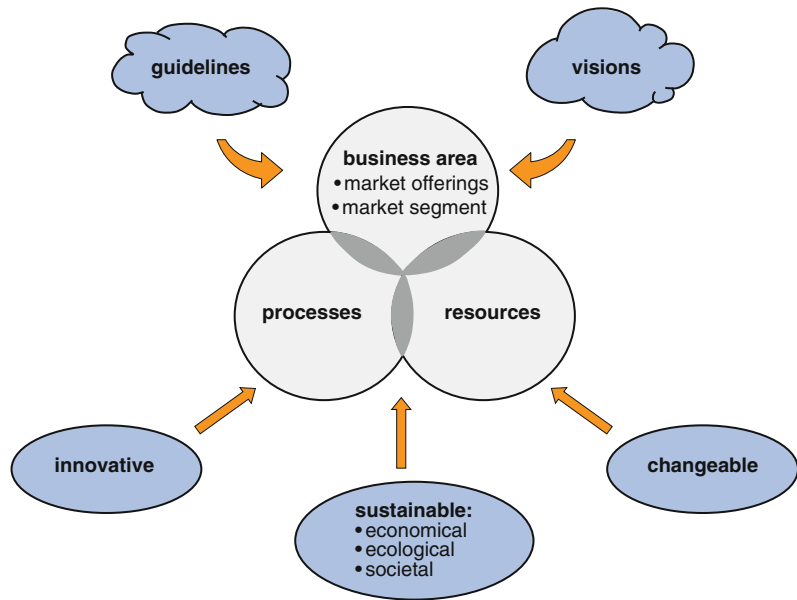 guidelines
visions
business area
• market offerings
• market segment
processes
resources
innovative
changeable
sustainable:
• economical
• ecological
• societal